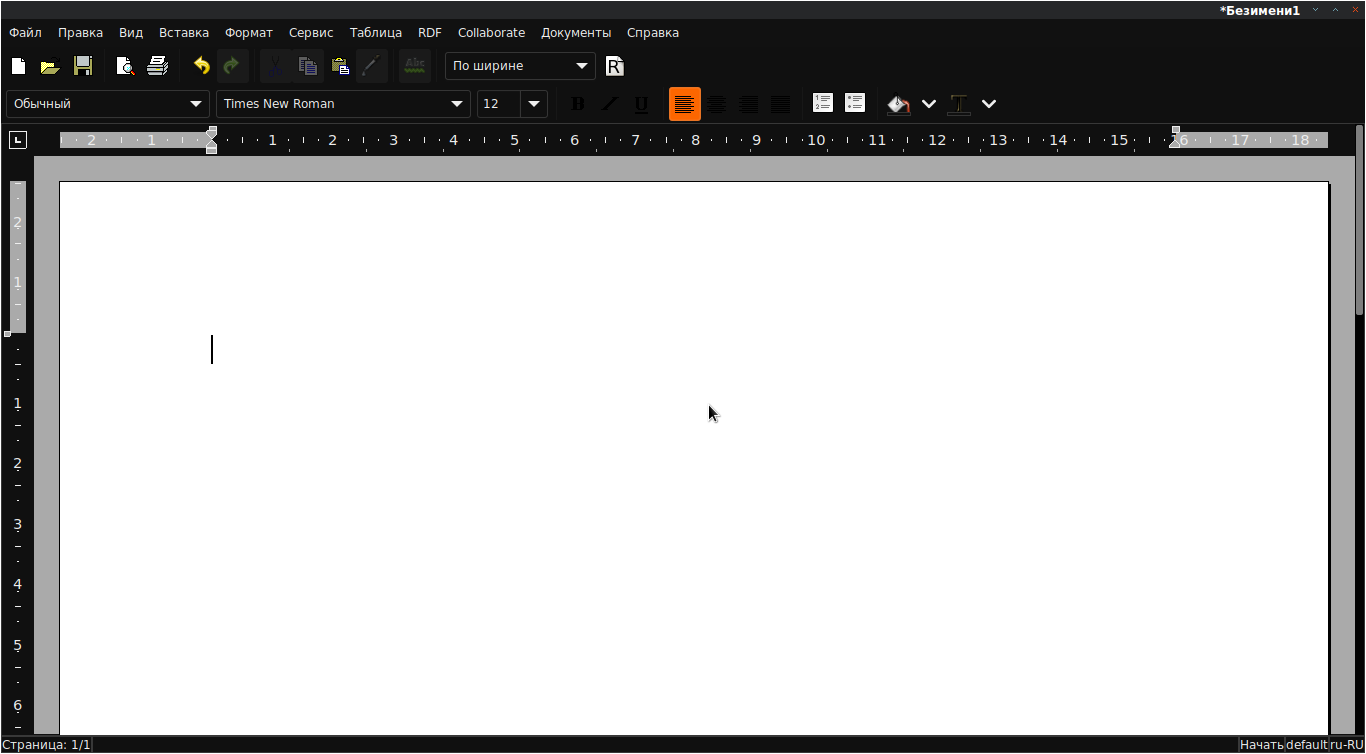 *Безимени1
Файл Правка Вид Вставка Формат Сервис Таблица RDF Collaborate Документы Справка
Abc По ширине R
Обычный Times New Roman 12 B I U T
2 1 1 2 3 4 5 6 7 8 9 10 11 12 13 14 15 16 17 18
2
1
1
2
3
4
5
6
Страница: 1/1 Начать default ru-RU